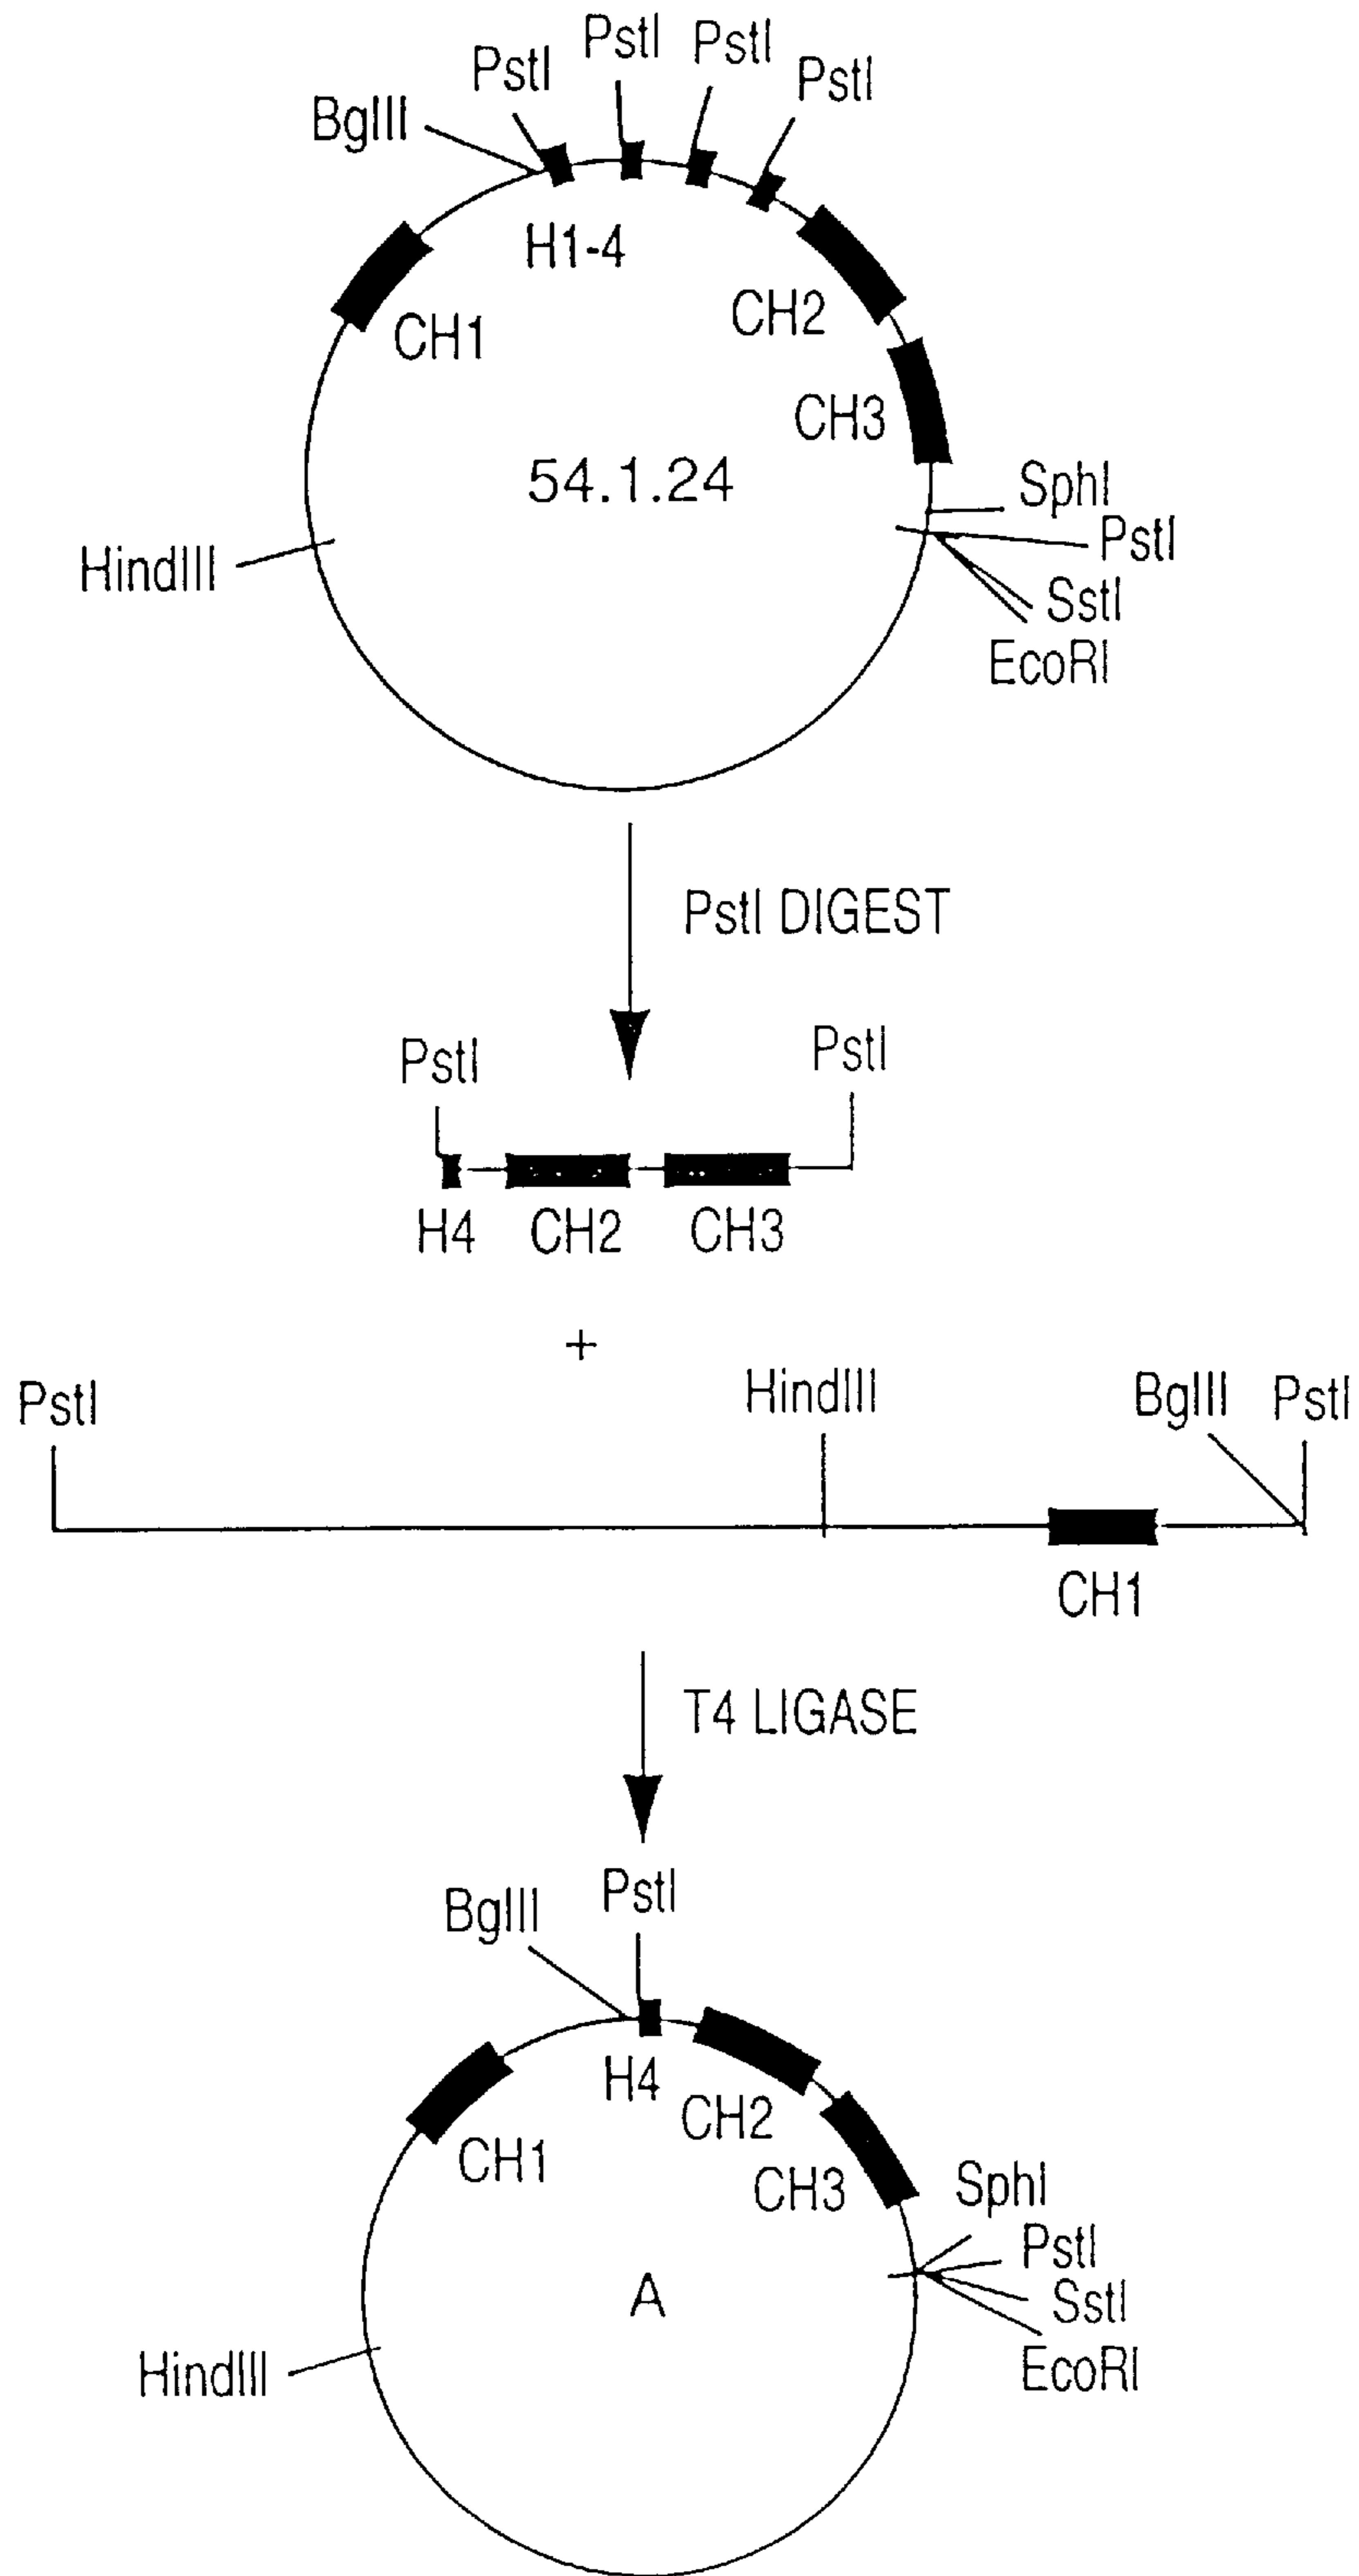 PstI
PstI
PstI
PstI
BglII
H1-4
CH2
CH1
CH3
54.1.24
SphI
PstI
HindIII
SstI
EcoRI
PstI DIGEST
PstI
PstI
H4
CH2
CH3
+
PstI
HindIII
BglII
PstI
CH1
T4 LIGASE
PstI
BglII
H4
CH2
CH1
CH3
SphI
PstI
A
SstI
HindIII
EcoRI